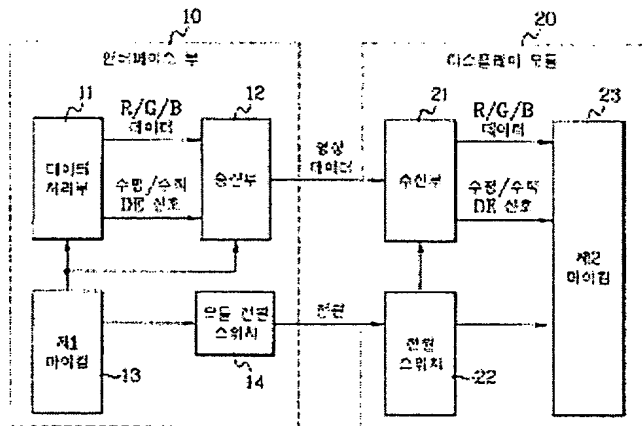 10
20
인터페이스 부
디스플레이 모듈
11
12
21
23
R/G/B
데이터
R/G/B
데이터
데이터
처리부
송신부
영상
데이터
수신부
수평/수직
DE 신호
수평/수직
DE 신호
제2
마이컴
제1
마이컴
모듈 전원
스위치
전원
전원
스위치
13
14
22